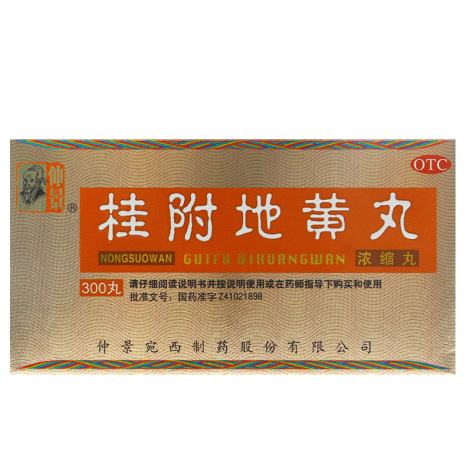 OTC
仲景
®
桂附地黄丸
NONGSUOWAN GUIFU DIHUANGWAN 浓缩丸
300丸
请仔细阅读说明书并按说明使用或在药师指导下购买和使用
批准文号：国药准字Z41021898
仲景宛西制药股份有限公司